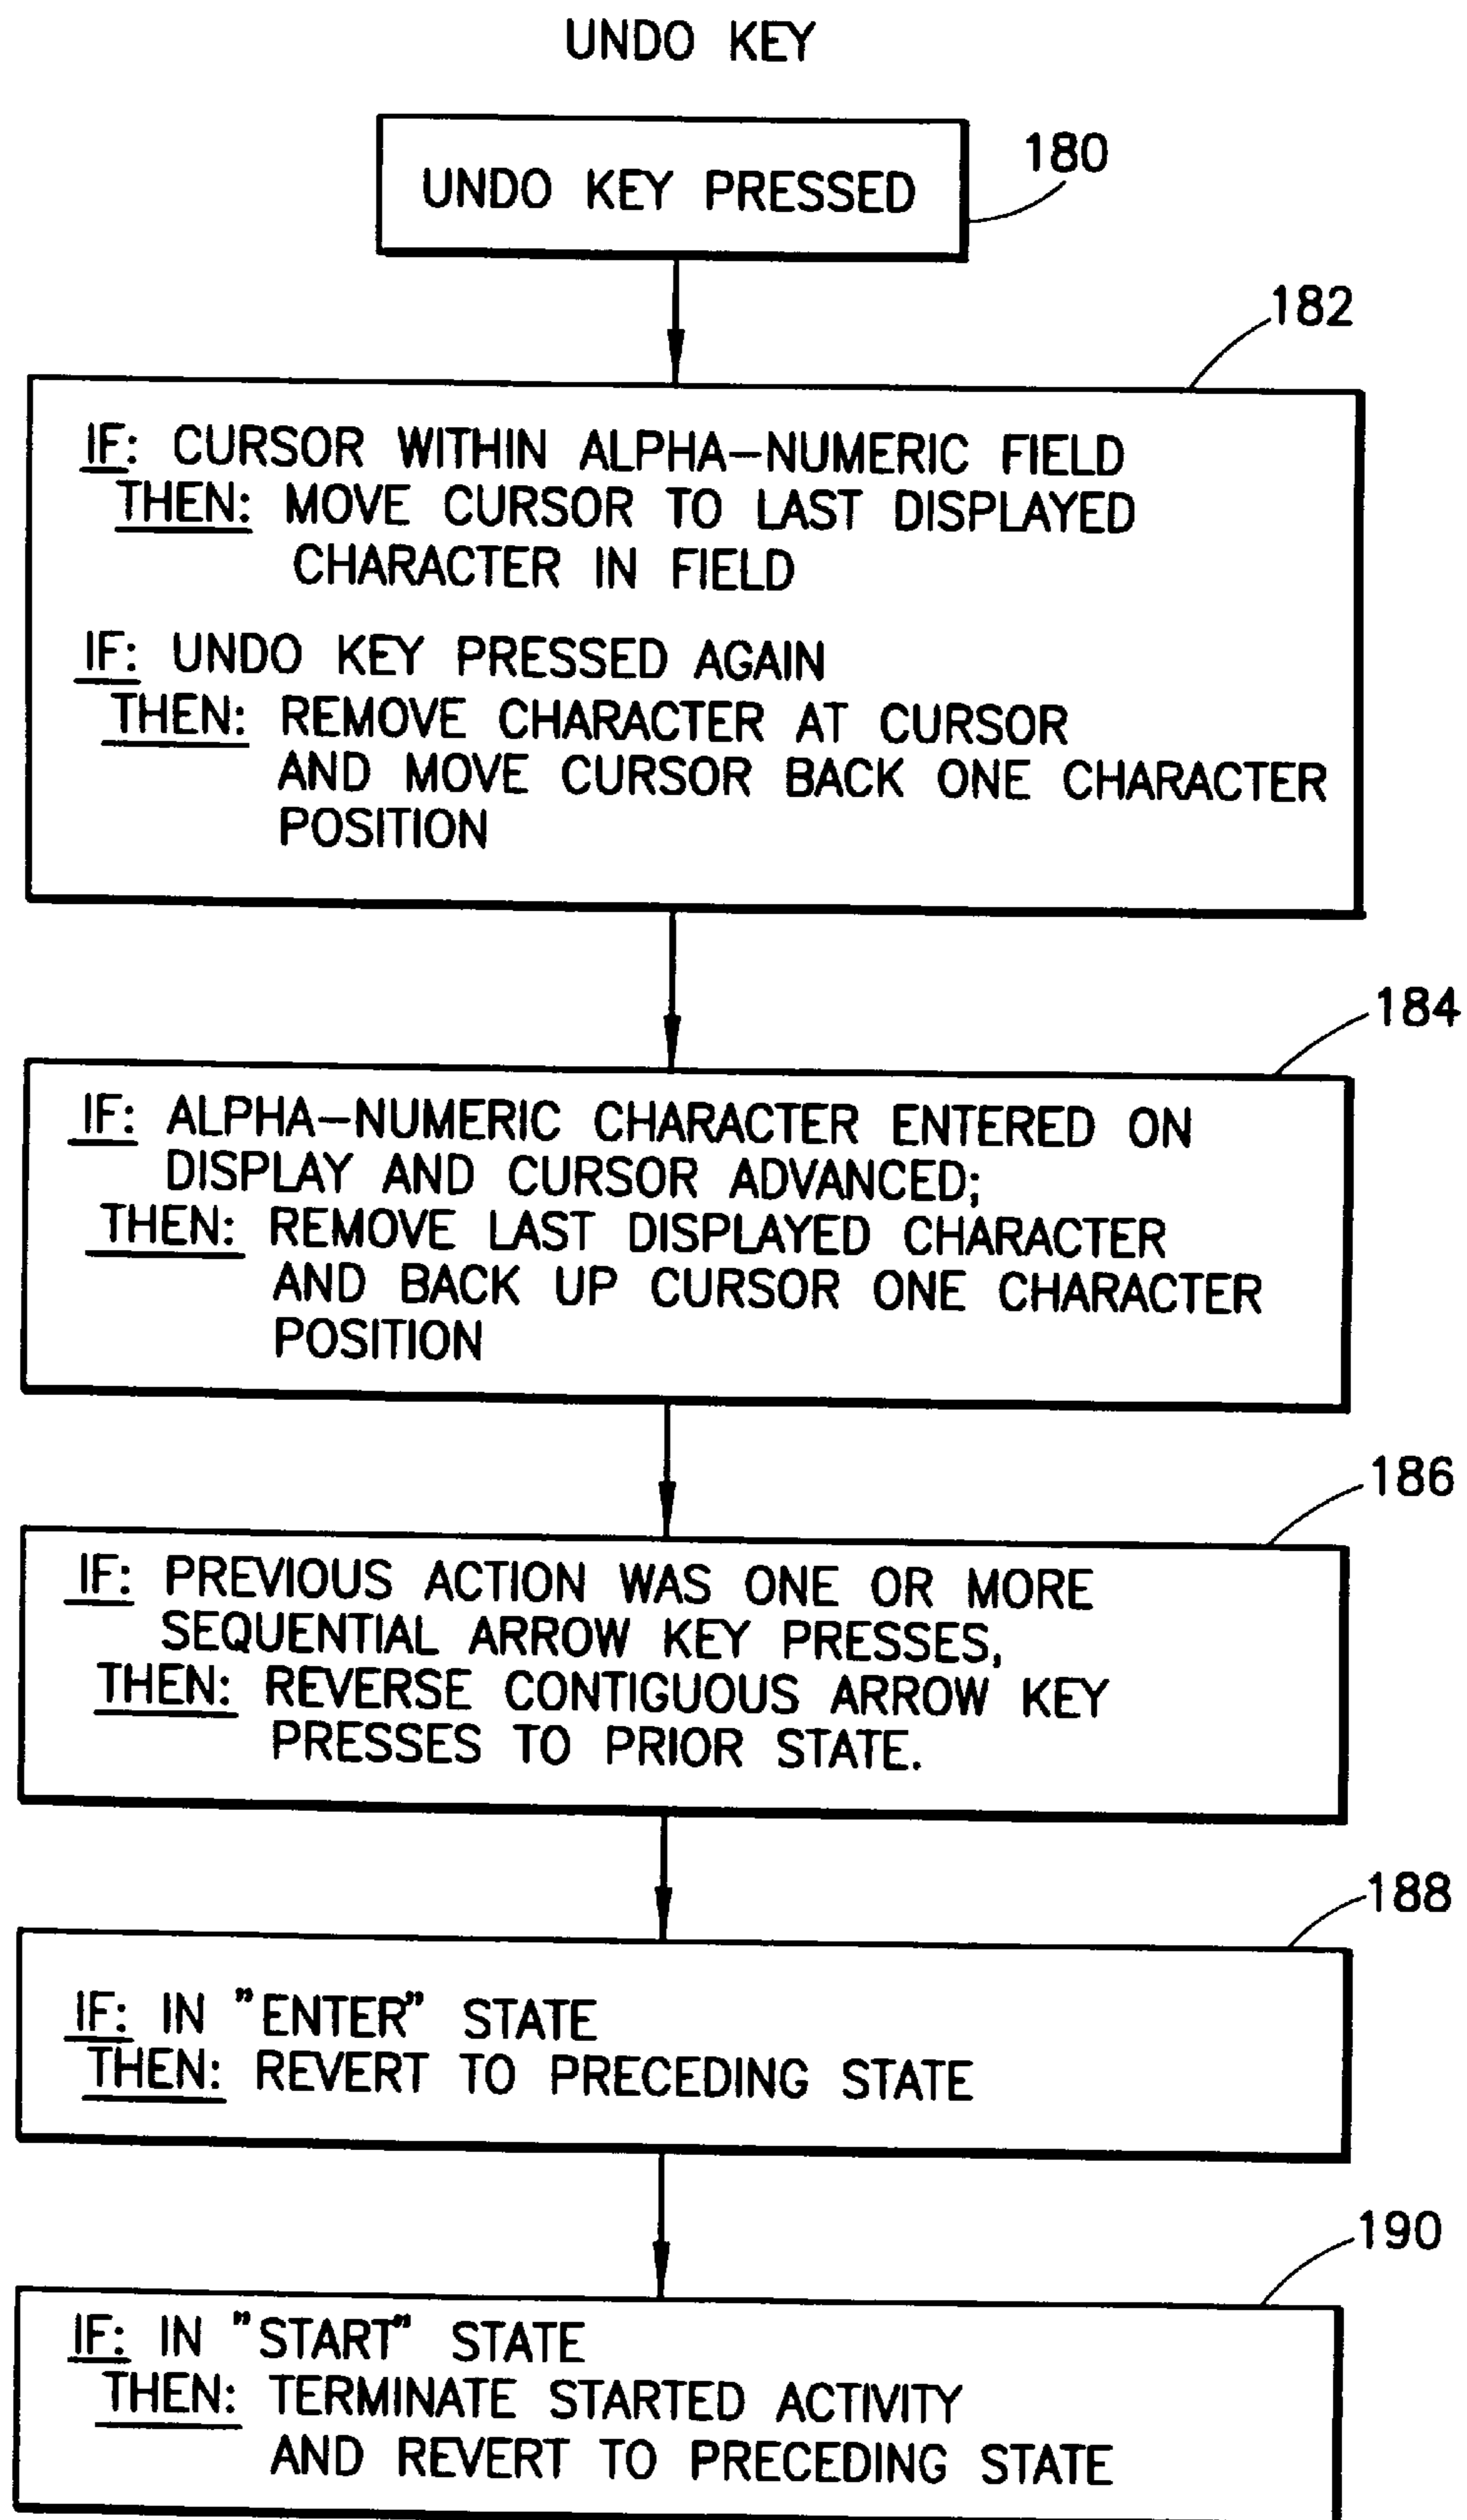 UNDO KEY
UNDO KEY PRESSED
180
182
IF: CURSOR WITHIN ALPHA–NUMERIC FIELD
THEN: MOVE CURSOR TO LAST DISPLAYED
CHARACTER IN FIELD
IF: UNDO KEY PRESSED AGAIN
THEN: REMOVE CHARACTER AT CURSOR
AND MOVE CURSOR BACK ONE CHARACTER
POSITION
184
IF: ALPHA–NUMERIC CHARACTER ENTERED ON
DISPLAY AND CURSOR ADVANCED;
THEN: REMOVE LAST DISPLAYED CHARACTER
AND BACK UP CURSOR ONE CHARACTER
POSITION
186
IF: PREVIOUS ACTION WAS ONE OR MORE
SEQUENTIAL ARROW KEY PRESSES,
THEN: REVERSE CONTIGUOUS ARROW KEY
PRESSES TO PRIOR STATE.
188
IF: IN ”ENTER” STATE
THEN: REVERT TO PRECEDING STATE
190
IF: IN ”START” STATE
THEN: TERMINATE STARTED ACTIVITY
AND REVERT TO PRECEDING STATE